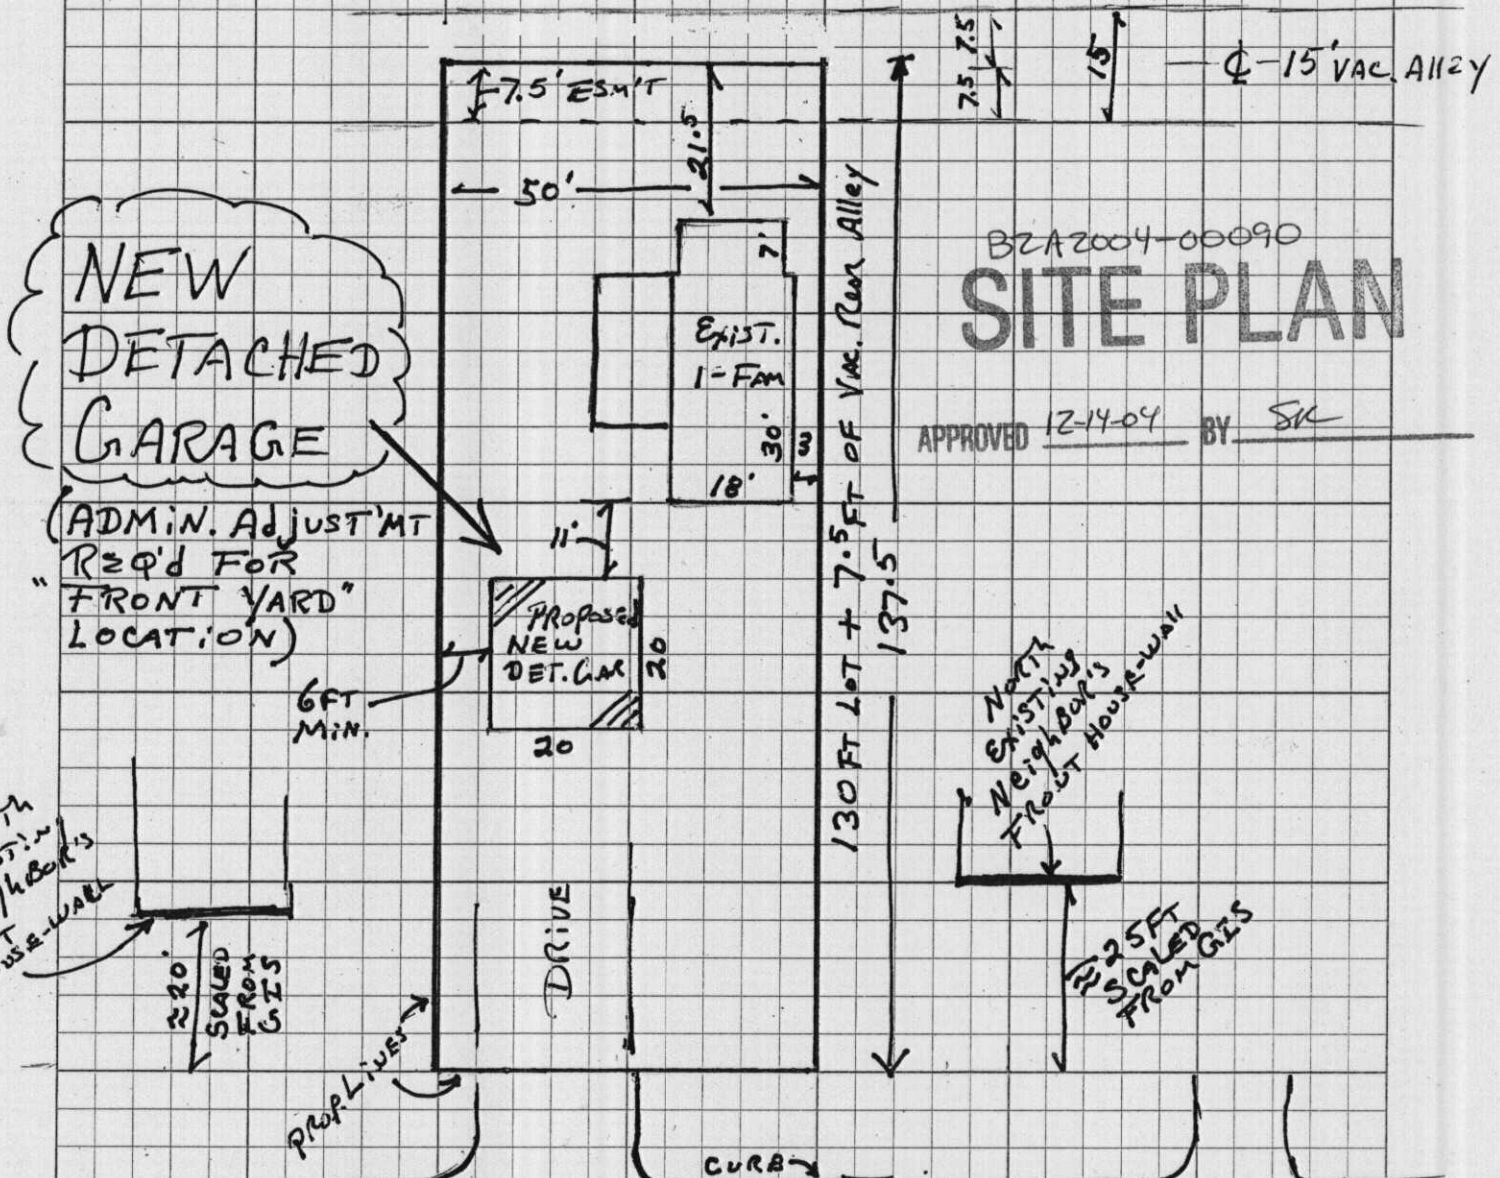 7.5' ESM'T
21.5
50'
7.5 7.5
15
℄-15' VAC. Alley
NEW
DETACHED
GARAGE
(ADMIN. AdjUST'MT
REQ'd FOR
"FRONT YARD"
LOCATION)
7'
EXIST.
1-FAM
30'
18'
3
11'
PROPOSED
NEW
DET. GAR
20
20
6FT
MIN.
130 FT LOT + 7.5 FT OF VAC. REAR Alley
137.5
BZA2004-00090
SITE PLAN
APPROVED 12-14-04 BY SK
NORTH
EXISTING
NEIGHBOR'S
FRONT HOUSE-WALL
≈25FT
SCALED
FROM GIS
≈20'
SCALED
FROM
GIS
DRIVE
PROP. LINES
CURB